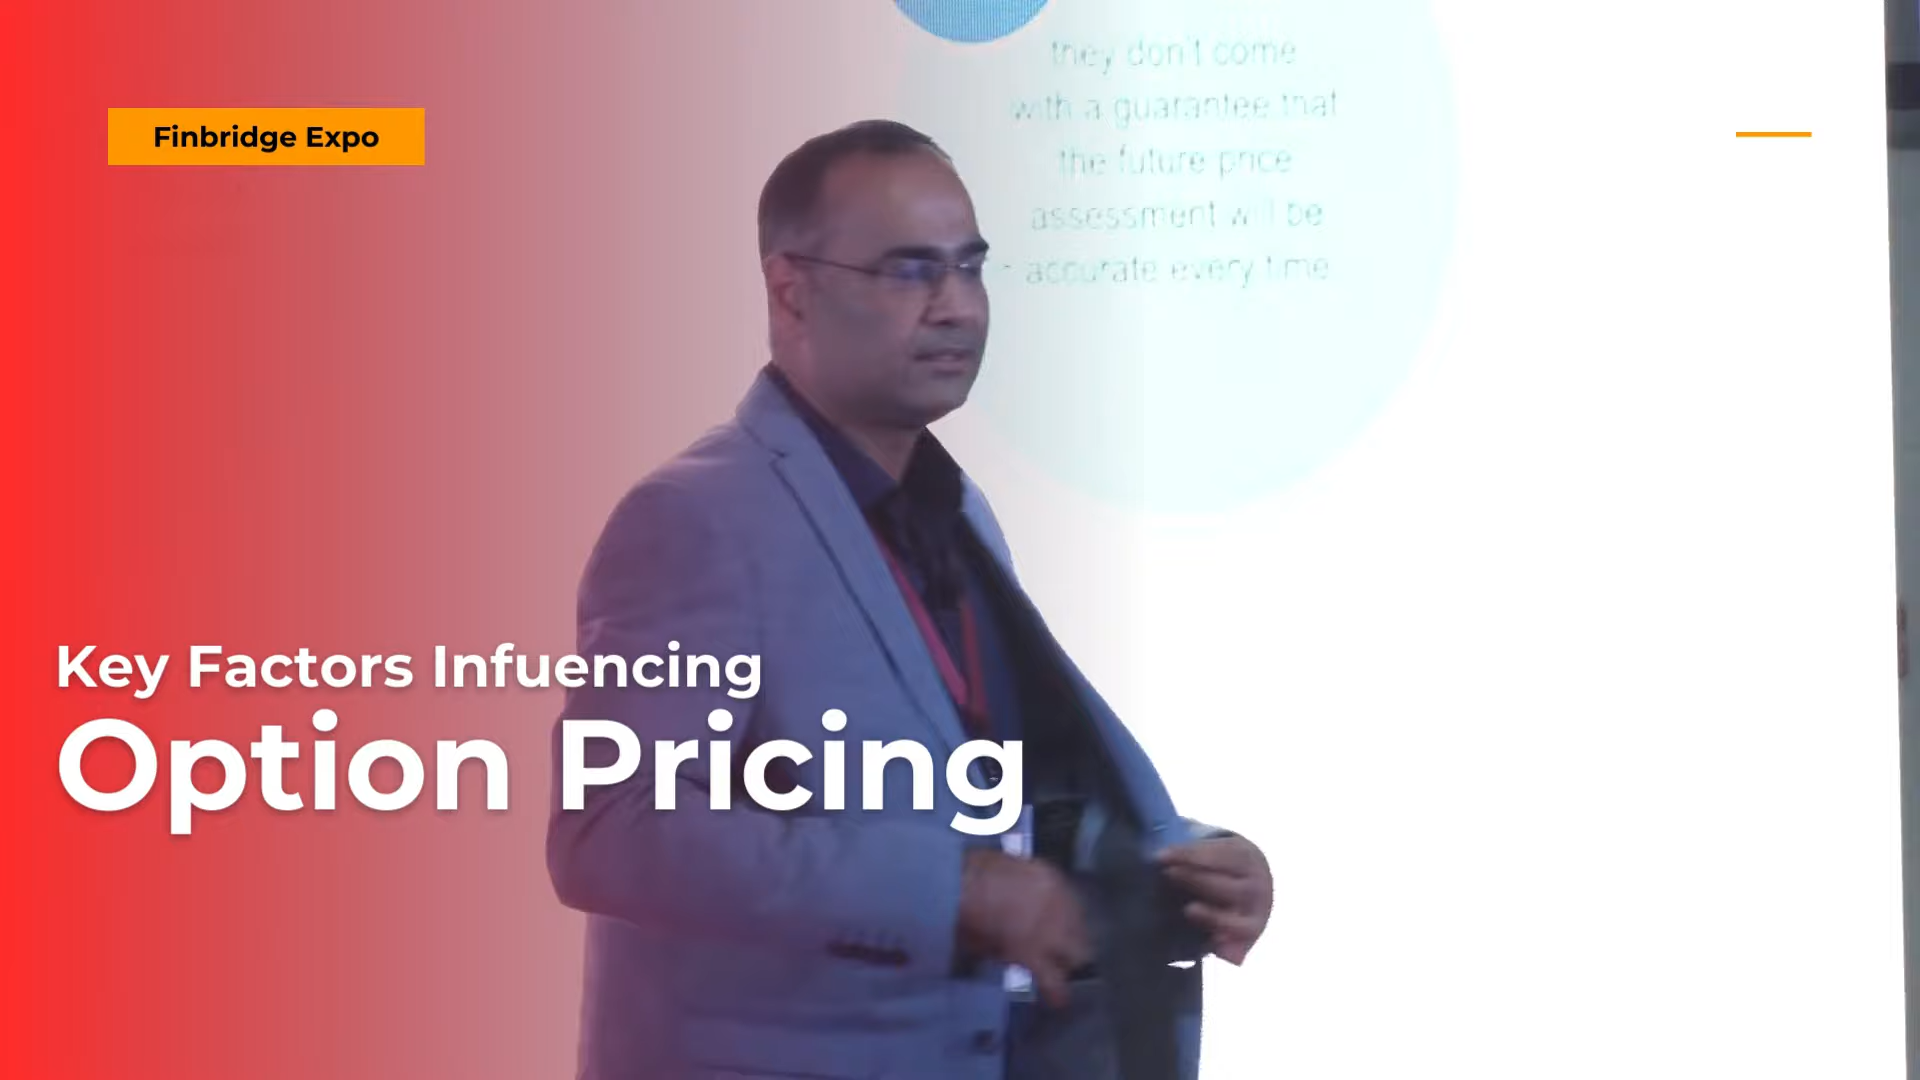 they don't come
with a guarantee that
the future price
assessment will be
accurate every time
Finbridge Expo
Key Factors Infuencing
Option Pricing